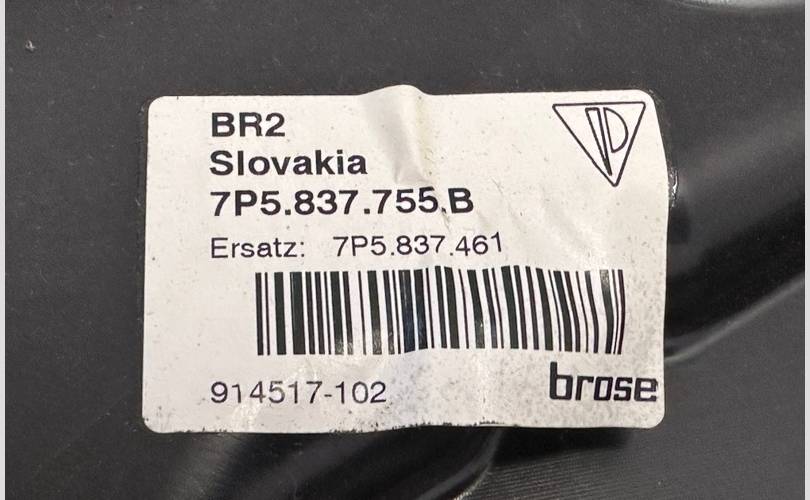 BR2
Slovakia
7P5.837.755.B
Ersatz: 7P5.837.461
914517-102
brose